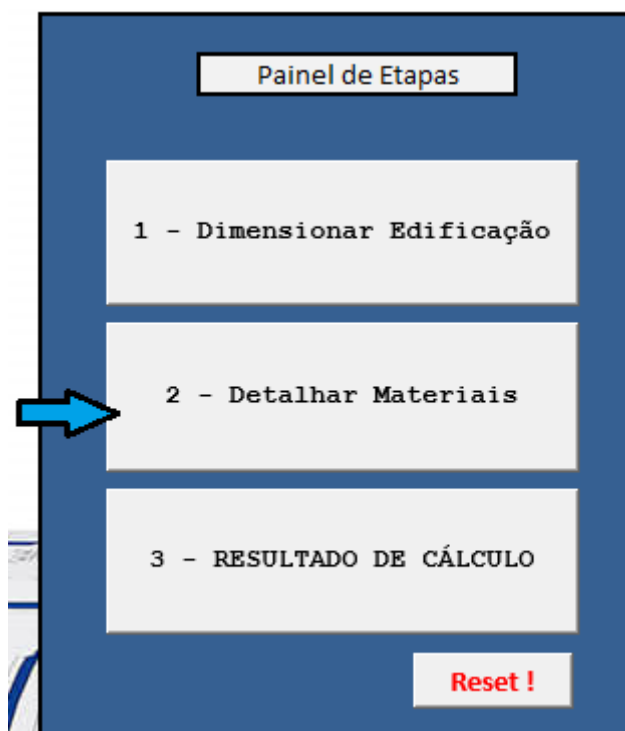 Painel de Etapas
1 - Dimensionar Edificação
2 - Detalhar Materiais
3 - RESULTADO DE CÁLCULO
Reset !